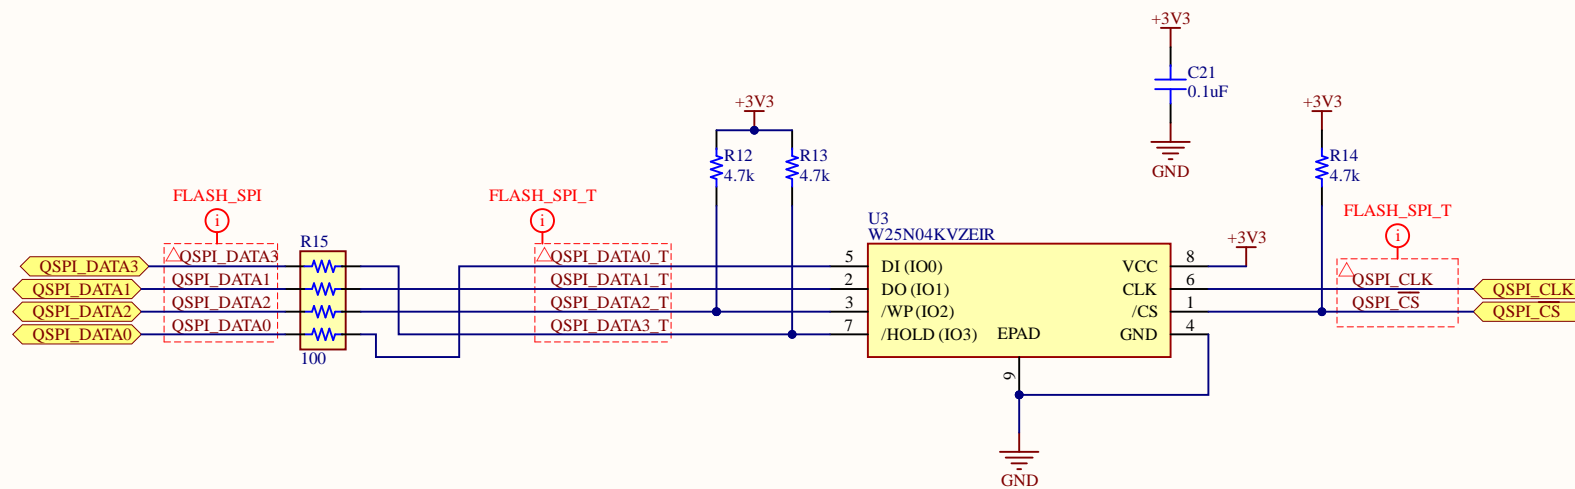 +3V3
C21
0.1uF
GND
+3V3
R12
4.7k
R13
4.7k
+3V3
R14
4.7k
FLASH_SPI
i
FLASH_SPI_T
i
FLASH_SPI_T
i
R15
100
QSPI_DATA3
QSPI_DATA1
QSPI_DATA2
QSPI_DATA0
QSPI_DATA3
QSPI_DATA1
QSPI_DATA2
QSPI_DATA0
QSPI_DATA0_T
QSPI_DATA1_T
QSPI_DATA2_T
QSPI_DATA3_T
U3
W25N04KVZEIR
5 DI (IO0) VCC 8
2 DO (IO1) CLK 6
3 /WP (IO2) /CS 1
7 /HOLD (IO3) EPAD GND 4
9
GND
+3V3
QSPI_CLK
QSPI_C̅S̅
QSPI_CLK
QSPI_C̅S̅